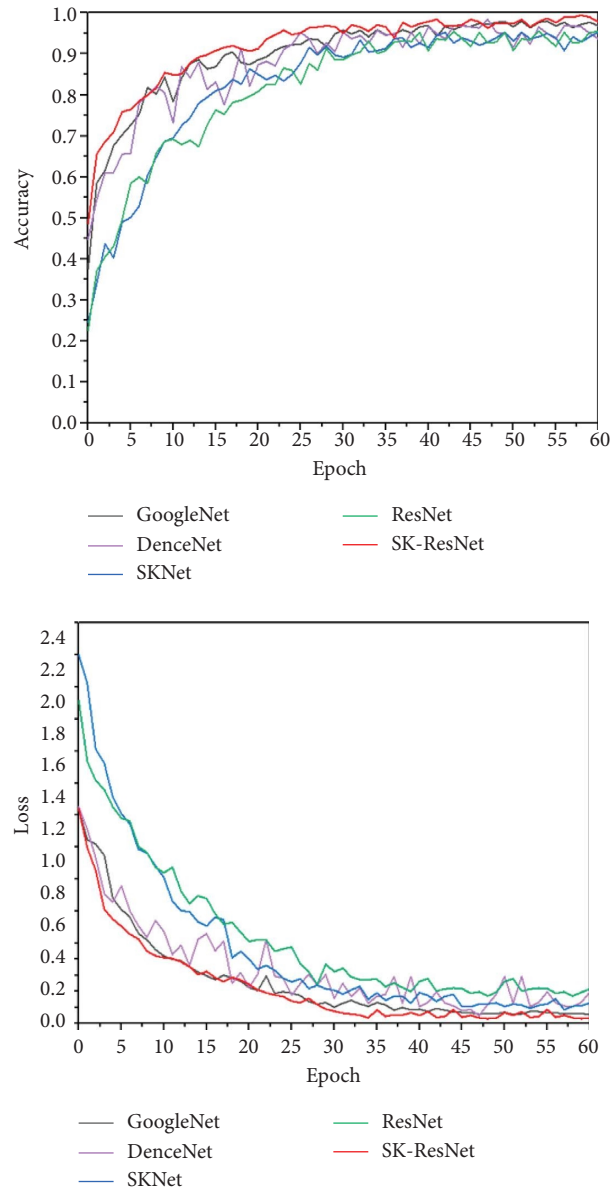 1.0
0.9
0.8
0.7
0.6
0.5
0.4
0.3
0.2
0.1
0.0
Accuracy
0 5 10 15 20 25 30 35 40 45 50 55 60
Epoch
GoogleNet
DenceNet
SKNet
ResNet
SK-ResNet
2.4
2.2
2.0
1.8
1.6
1.4
1.2
1.0
0.8
0.6
0.4
0.2
0.0
Loss
0 5 10 15 20 25 30 35 40 45 50 55 60
Epoch
GoogleNet
DenceNet
SKNet
ResNet
SK-ResNet